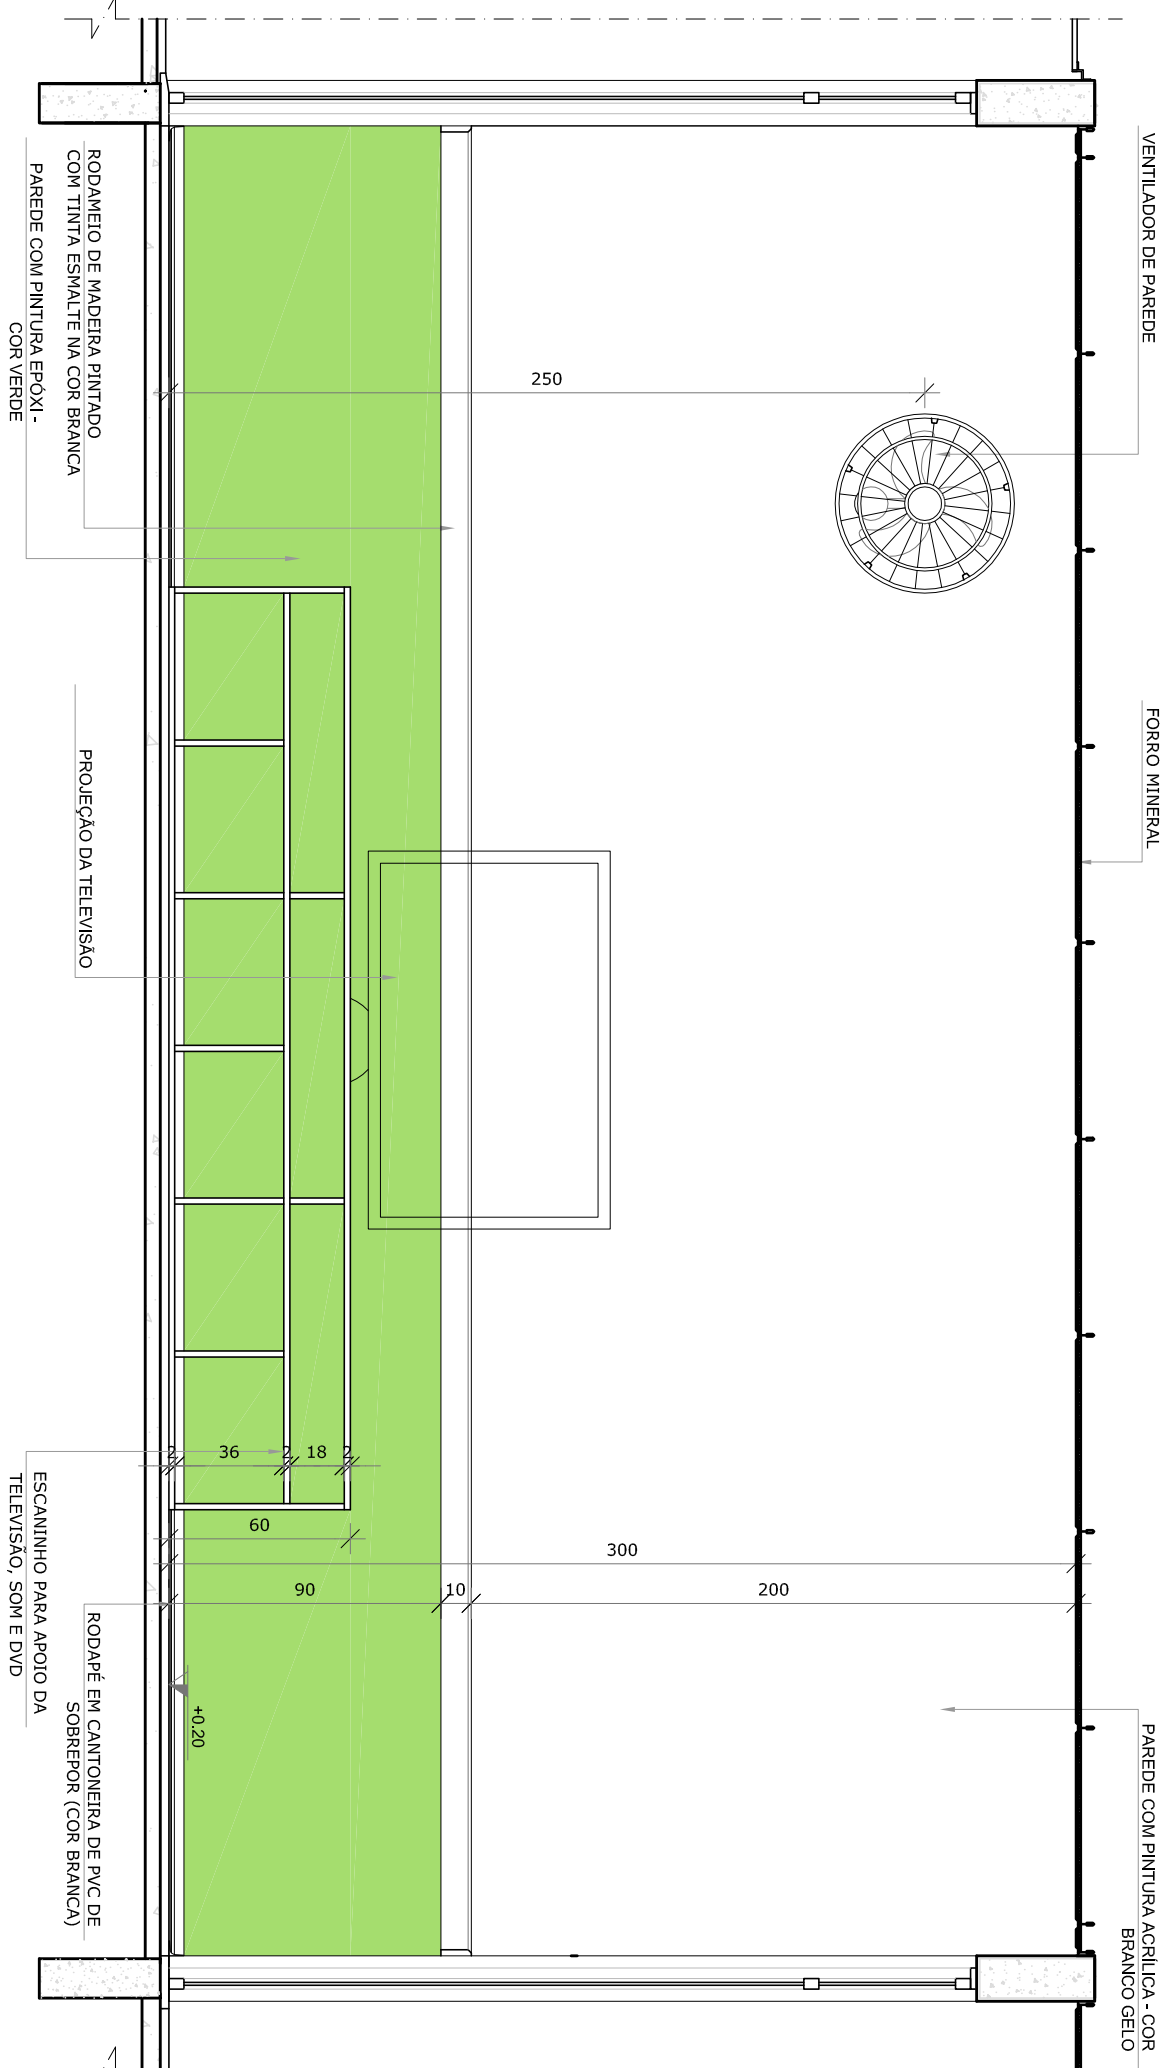 VENTILADOR DE PAREDE
FORRO MINERAL
PAREDE COM PINTURA ACRÍLICA - COR
BRANCO GELO
250
200
300
10
90
60
2
18
2
36
2
+0.20
RODAMEIO DE MADEIRA PINTADO
COM TINTA ESMALTE NA COR BRANCA
PAREDE COM PINTURA EPÓXI -
COR VERDE
PROJEÇÃO DA TELEVISÃO
ESCANINHO PARA APOIO DA
TELEVISÃO, SOM E DVD
RODAPÉ EM CANTONEIRA DE PVC DE
SOBREPOR (COR BRANCA)